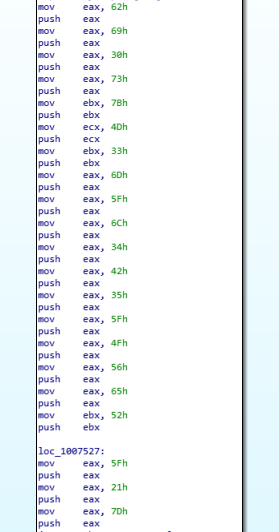 mov eax, 62h
push eax
mov eax, 69h
push eax
mov eax, 30h
push eax
mov eax, 73h
push eax
mov ebx, 7Bh
push ebx
mov ecx, 4Dh
push ecx
mov ebx, 33h
push ebx
mov eax, 6Dh
push eax
mov eax, 5Fh
push eax
mov eax, 6Ch
push eax
mov eax, 34h
push eax
mov eax, 42h
push eax
mov eax, 35h
push eax
mov eax, 5Fh
push eax
mov eax, 4Fh
push eax
mov eax, 56h
push eax
mov eax, 65h
push eax
mov ebx, 52h
push ebx
loc_1007527:
mov eax, 5Fh
push eax
mov eax, 21h
push eax
mov eax, 7Dh
push eax